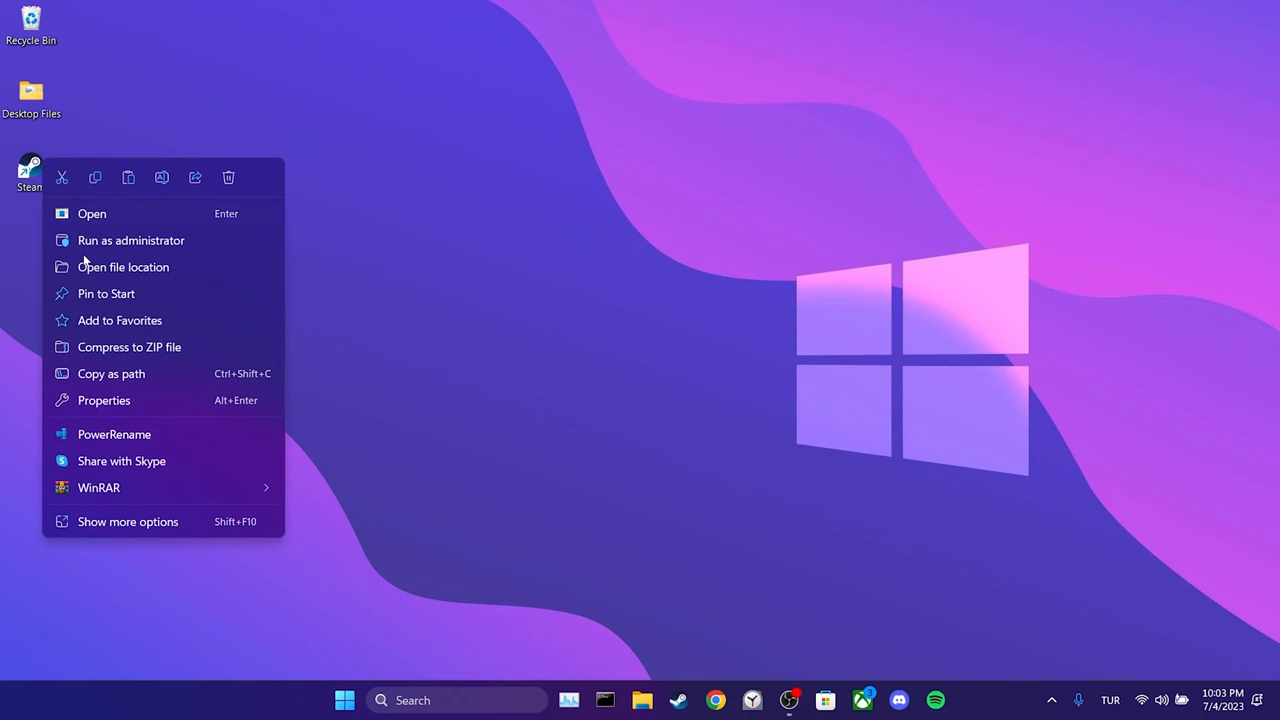 Recycle Bin
Desktop Files
Steam
Open Enter
Run as administrator
Open file location
Pin to Start
Add to Favorites
Compress to ZIP file
Copy as path Ctrl+Shift+C
Properties Alt+Enter
PowerRename
Share with Skype
WinRAR
Show more options Shift+F10
Search
3
TUR
10:03 PM
7/4/2023